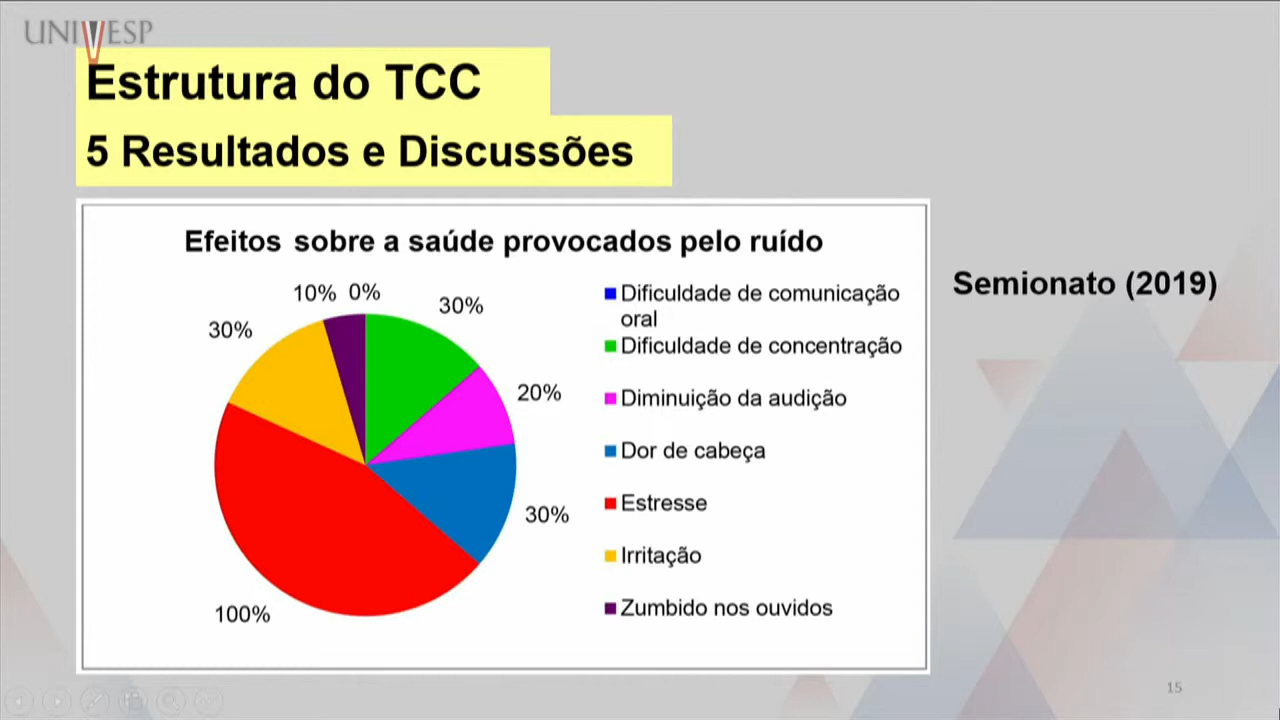 UNIVESP
Estrutura do TCC
5 Resultados e Discussões
Efeitos sobre a saúde provocados pelo ruído
10% 0%
30%
30%
20%
30%
100%
Dificuldade de comunicação
oral
Dificuldade de concentração
Diminuição da audição
Dor de cabeça
Estresse
Irritação
Zumbido nos ouvidos
Semionato (2019)
15